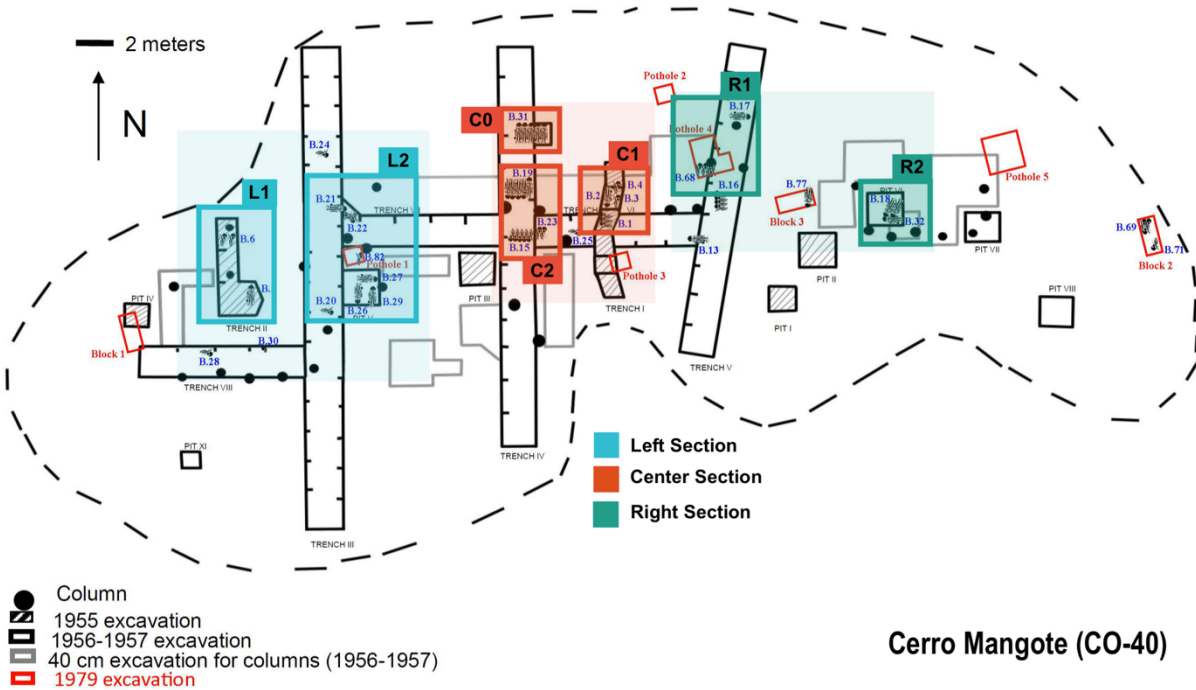 2 meters
N
Pothole 2
R1
B.17
C0
B.31
Pothole 4
B.24
L2
C1
R2
L1
B.19
B.68
B.4
B.2
B.3
B.16
B.77
Pothole 5
B.21
TRENCH VII
TRENCH
VI
B.18
PIT VI
B.22
B.23
B.1
Block 3
B.32
B.69
B.6
B.15
B.25
B.13
PIT VII
B.71
B.82
Pothole 1
C2
Pothole 3
Block 2
B.
B.27
PIT III
PIT II
PIT IV
B.20
B.29
PIT VIII
B.26
PIT V
TRENCH I
TRENCH II
PIT I
B.30
Block 1
B.28
TRENCH V
TRENCH VIII
PIT XI
TRENCH IV
Left Section
Center Section
Right Section
TRENCH III
Column
1955 excavation
1956-1957 excavation
40 cm excavation for columns (1956-1957)
1979 excavation
Cerro Mangote (CO-40)